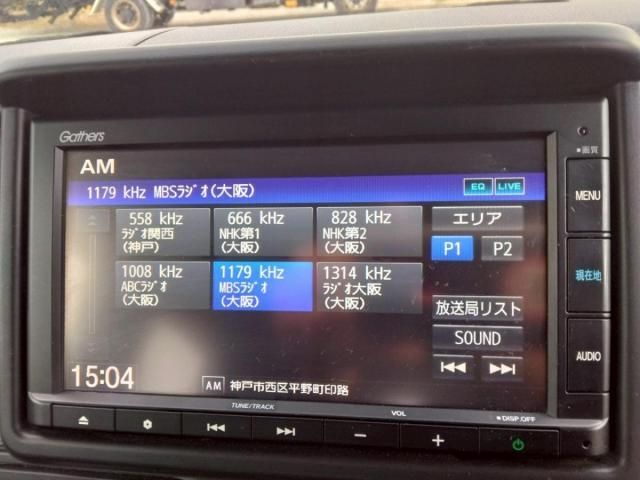 Gathers
AM
1179 kHz MBSラジオ(大阪)
EQ LIVE
558 kHz
ラジオ関西
(神戸)
666 kHz
NHK第1
(大阪)
828 kHz
NHK第2
(大阪)
エリア
P1 P2
1008 kHz
ABCラジオ
(大阪)
1179 kHz
MBSラジオ
(大阪)
1314 kHz
ラジオ大阪
(大阪)
放送局リスト
SOUND
15:04
AM 神戸市西区平野町印路
画質
MENU
現在地
AUDIO
TUNE/TRACK
VOL
DISP.OFF